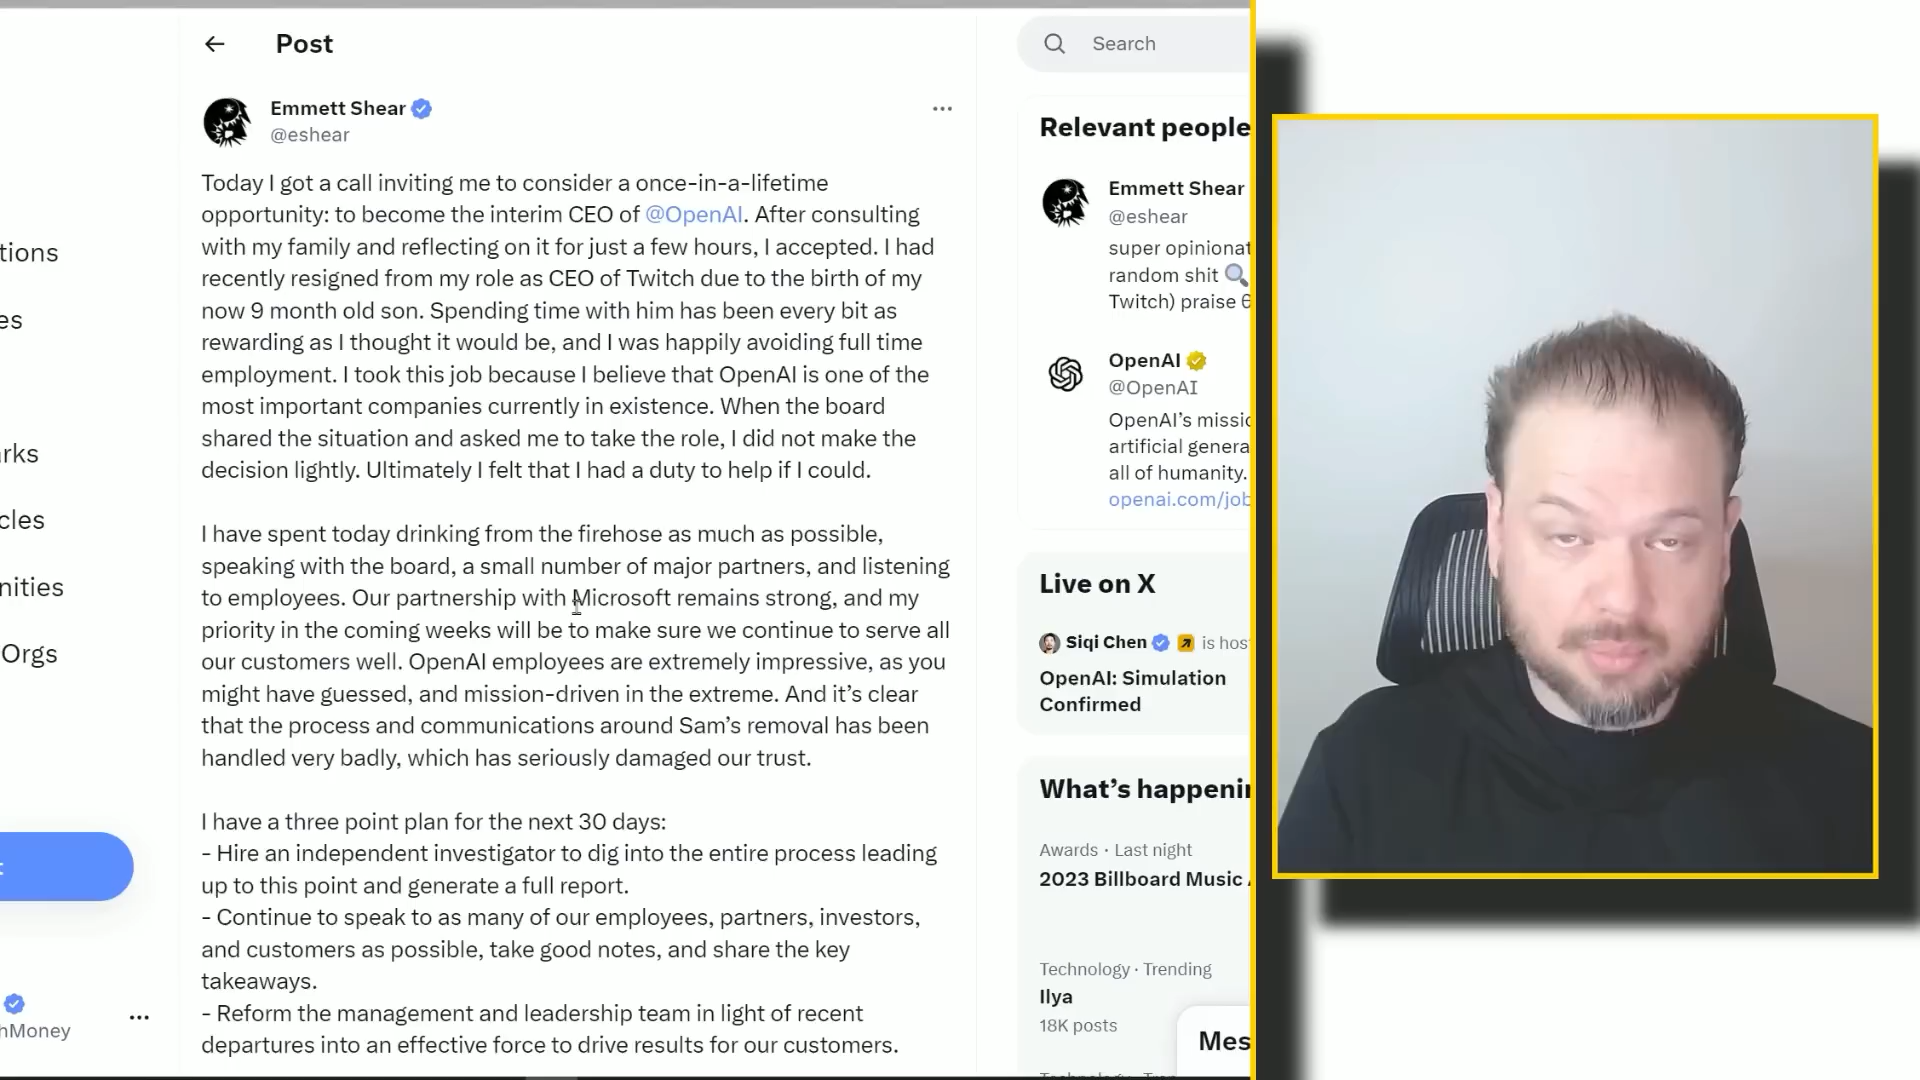 Post
Search
Emmett Shear
@eshear
Today I got a call inviting me to consider a once-in-a-lifetime
opportunity: to become the interim CEO of @OpenAI. After consulting
with my family and reflecting on it for just a few hours, I accepted. I had
recently resigned from my role as CEO of Twitch due to the birth of my
now 9 month old son. Spending time with him has been every bit as
rewarding as I thought it would be, and I was happily avoiding full time
employment. I took this job because I believe that OpenAI is one of the
most important companies currently in existence. When the board
shared the situation and asked me to take the role, I did not make the
decision lightly. Ultimately I felt that I had a duty to help if I could.
I have spent today drinking from the firehose as much as possible,
speaking with the board, a small number of major partners, and listening
to employees. Our partnership with Microsoft remains strong, and my
priority in the coming weeks will be to make sure we continue to serve all
our customers well. OpenAI employees are extremely impressive, as you
might have guessed, and mission-driven in the extreme. And it’s clear
that the process and communications around Sam’s removal has been
handled very badly, which has seriously damaged our trust.
I have a three point plan for the next 30 days:
- Hire an independent investigator to dig into the entire process leading
up to this point and generate a full report.
- Continue to speak to as many of our employees, partners, investors,
and customers as possible, take good notes, and share the key
takeaways.
- Reform the management and leadership team in light of recent
departures into an effective force to drive results for our customers.
tions
es
rks
cles
nities
Orgs
hMoney
Relevant people
Emmett Shear
@eshear
super opinionat
random shit
Twitch) praise
OpenAI
@OpenAI
OpenAI’s missic
artificial genera
all of humanity.
openai.com/job
Live on X
Siqi Chen is host
OpenAI: Simulation
Confirmed
What’s happenin
Awards · Last night
2023 Billboard Music
Technology · Trending
Ilya
18K posts
Mes